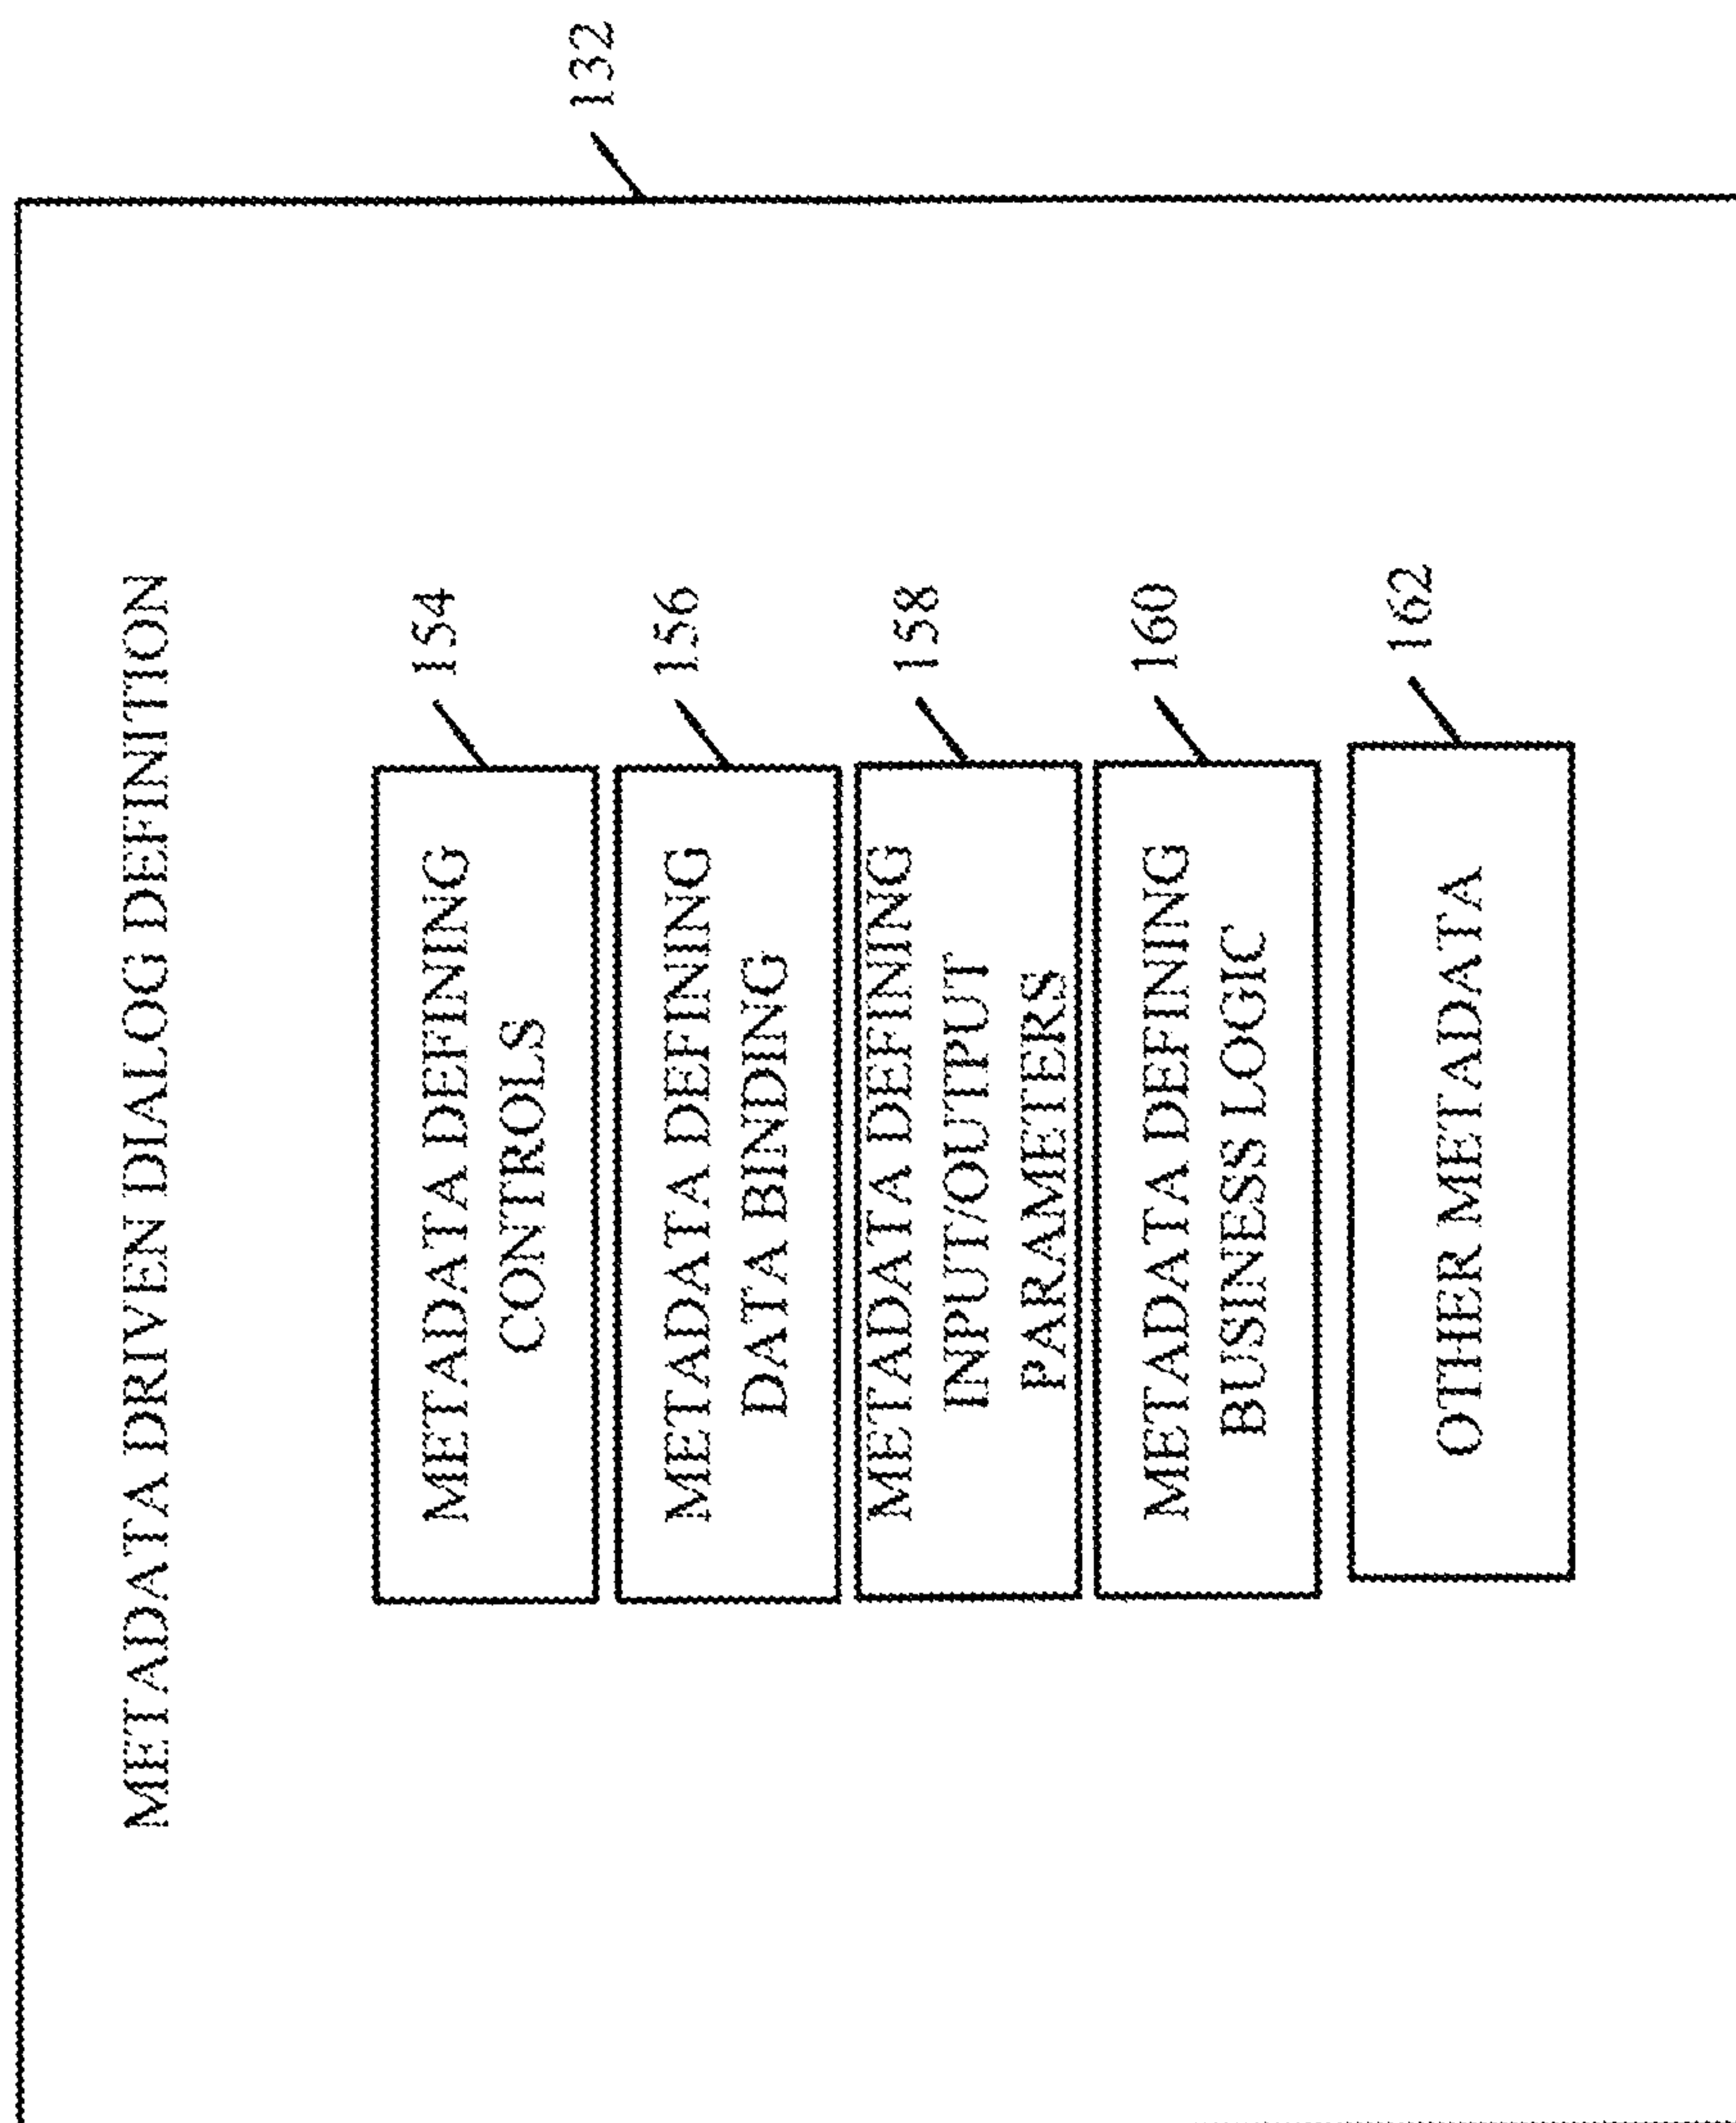 METADATA DRIVEN DIALOG DEFINITION
132
METADATA DEFINING
CONTROLS
154
METADATA DEFINING
DATA BINDING
156
METADATA DEFINING
INPUT/OUTPUT
PARAMETERS
158
METADATA DEFINING
BUSINESS LOGIC
160
OTHER METADATA
162